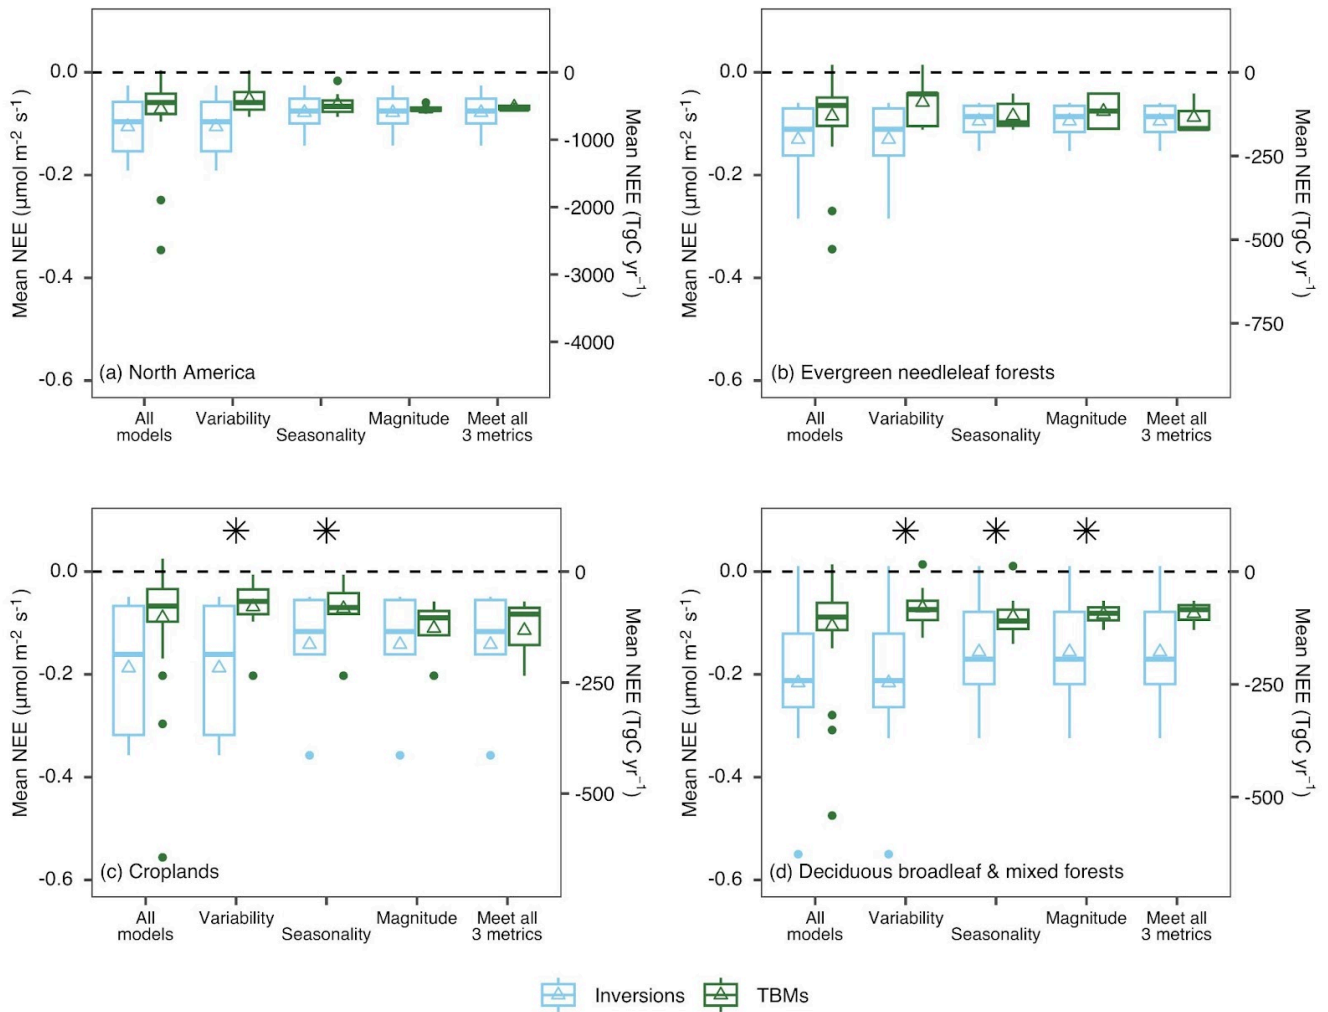 0.0
-0.2
-0.4
-0.6
Mean NEE (µmol m⁻² s⁻¹)
0
-1000
-2000
-3000
-4000
Mean NEE (TgC yr⁻¹)
(a) North America
All
models
Variability
Seasonality
Magnitude
Meet all
3 metrics
0.0
-0.2
-0.4
-0.6
Mean NEE (µmol m⁻² s⁻¹)
0
-250
-500
-750
Mean NEE (TgC yr⁻¹)
(b) Evergreen needleleaf forests
All
models
Variability
Seasonality
Magnitude
Meet all
3 metrics
0.0
-0.2
-0.4
-0.6
Mean NEE (µmol m⁻² s⁻¹)
0
-250
-500
Mean NEE (TgC yr⁻¹)
(c) Croplands
All
models
Variability
Seasonality
Magnitude
Meet all
3 metrics
0.0
-0.2
-0.4
-0.6
Mean NEE (µmol m⁻² s⁻¹)
0
-250
-500
Mean NEE (TgC yr⁻¹)
(d) Deciduous broadleaf & mixed forests
All
models
Variability
Seasonality
Magnitude
Meet all
3 metrics
Inversions
TBMs